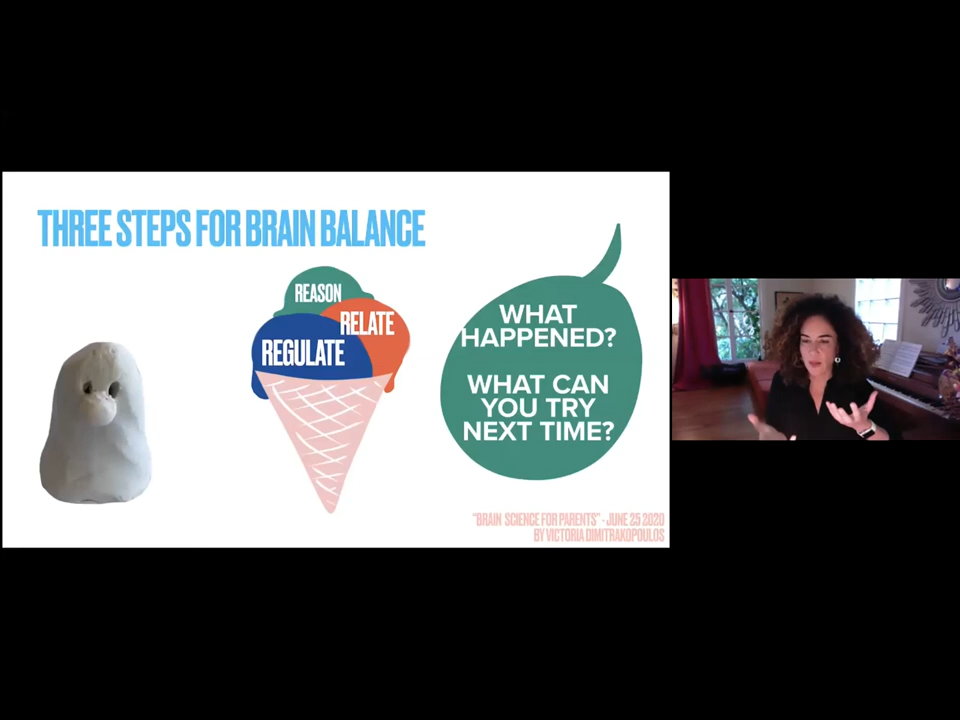 THREE STEPS FOR BRAIN BALANCE
REASON
RELATE
REGULATE
WHAT
HAPPENED?
WHAT CAN
YOU TRY
NEXT TIME?
"BRAIN SCIENCE FOR PARENTS" - JUNE 25 2020
BY VICTORIA DIMITRAKOPOULOS